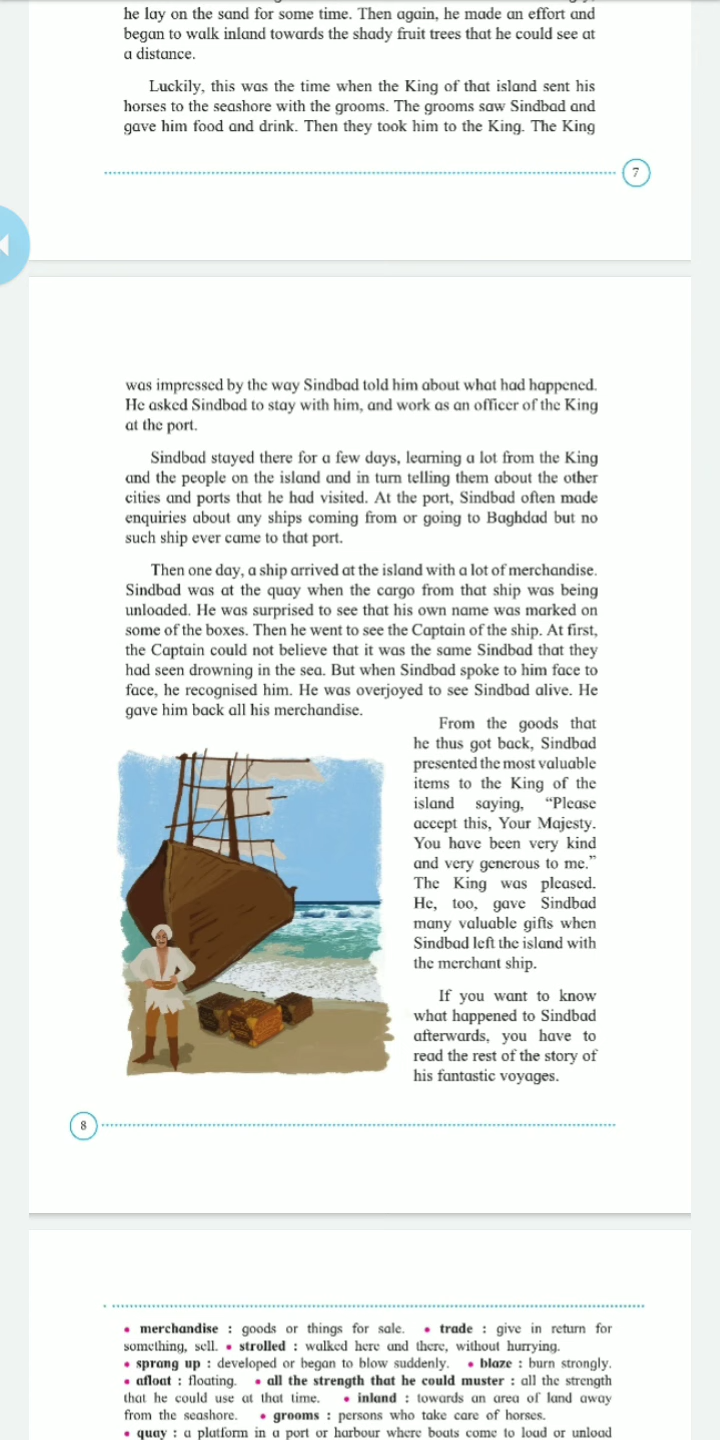 he lay on the sand for some time. Then again, he made an effort and
began to walk inland towards the shady fruit trees that he could see at
a distance.
Luckily, this was the time when the King of that island sent his
horses to the seashore with the grooms. The grooms saw Sindbad and
gave him food and drink. Then they took him to the King. The King
7
was impressed by the way Sindbad told him about what had happened.
He asked Sindbad to stay with him, and work as an officer of the King
at the port.
Sindbad stayed there for a few days, learning a lot from the King
and the people on the island and in turn telling them about the other
cities and ports that he had visited. At the port, Sindbad often made
enquiries about any ships coming from or going to Baghdad but no
such ship ever came to that port.
Then one day, a ship arrived at the island with a lot of merchandise.
Sindbad was at the quay when the cargo from that ship was being
unloaded. He was surprised to see that his own name was marked on
some of the boxes. Then he went to see the Captain of the ship. At first,
the Captain could not believe that it was the same Sindbad that they
had seen drowning in the sea. But when Sindbad spoke to him face to
face, he recognised him. He was overjoyed to see Sindbad alive. He
gave him back all his merchandise.
From the goods that
he thus got back, Sindbad
presented the most valuable
items to the King of the
island saying, “Please
accept this, Your Majesty.
You have been very kind
and very generous to me.”
The King was pleased.
He, too, gave Sindbad
many valuable gifts when
Sindbad left the island with
the merchant ship.
If you want to know
what happened to Sindbad
afterwards, you have to
read the rest of the story of
his fantastic voyages.
8
• merchandise : goods or things for sale. • trade : give in return for
something, sell. • strolled : walked here and there, without hurrying.
• sprang up : developed or began to blow suddenly. • blaze : burn strongly.
• afloat : floating. • all the strength that he could muster : all the strength
that he could use at that time. • inland : towards an area of land away
from the seashore. • grooms : persons who take care of horses.
• quay : a platform in a port or harbour where boats come to load or unload